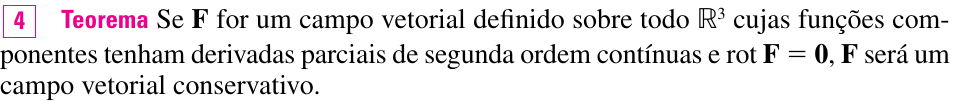 4 Teorema Se F for um campo vetorial definido sobre todo ℝ³ cujas funções com-
ponentes tenham derivadas parciais de segunda ordem contínuas e rot F = 0, F será um
campo vetorial conservativo.